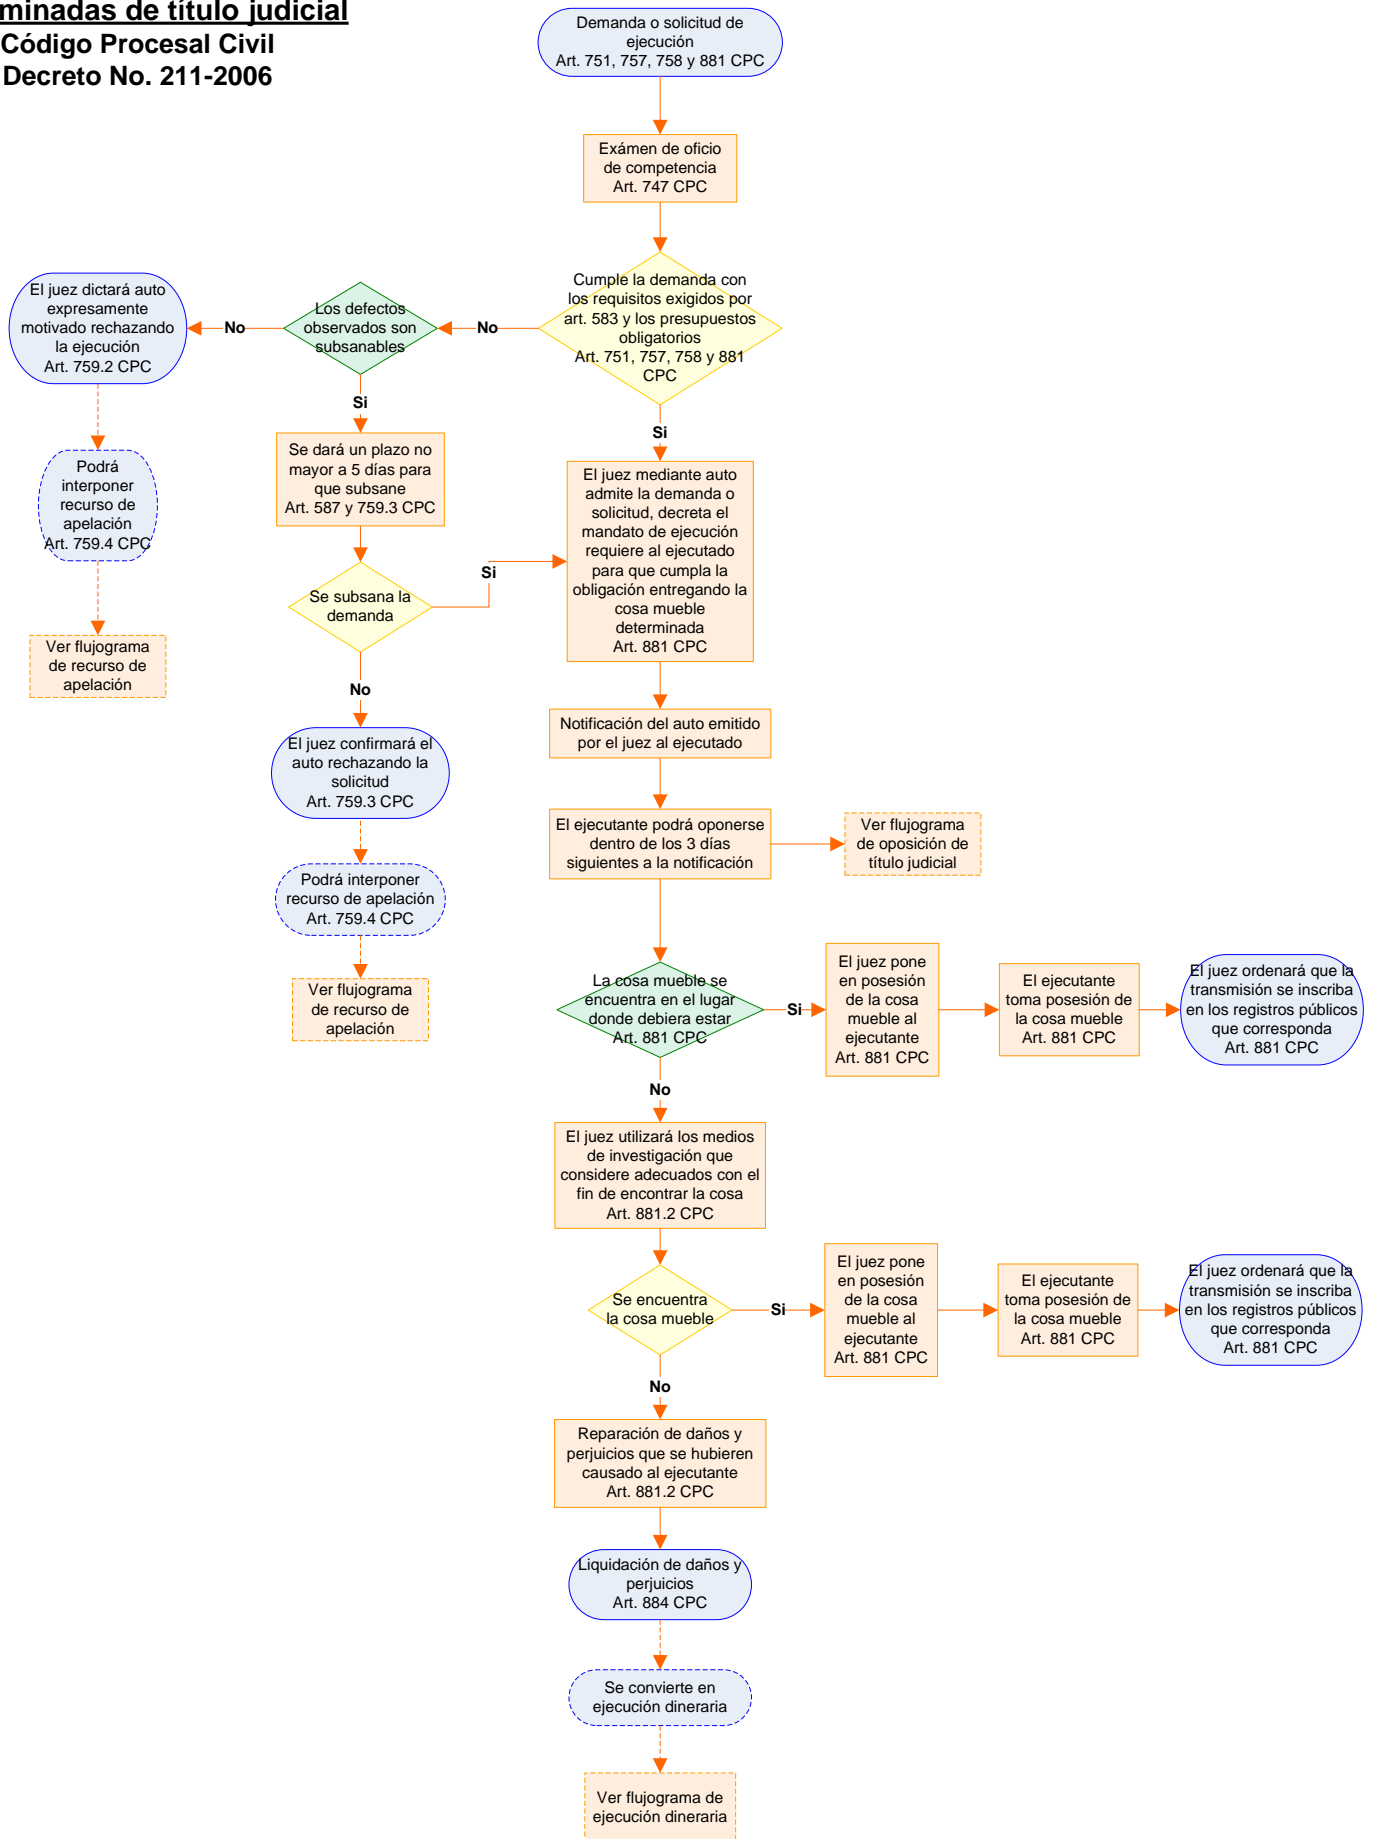 minadas de título judicial
Código Procesal Civil
Decreto No. 211-2006
Demanda o solicitud de
ejecución
Art. 751, 757, 758 y 881 CPC
Exámen de oficio
de competencia
Art. 747 CPC
Cumple la demanda con
los requisitos exigidos por
art. 583 y los presupuestos
obligatorios
Art. 751, 757, 758 y 881
CPC
No
Los defectos
observados son
subsanables
No
El juez dictará auto
expresamente
motivado rechazando
la ejecución
Art. 759.2 CPC
Podrá
interponer
recurso de
apelación
Art. 759.4 CPC
Ver flujograma
de recurso de
apelación
Si
Se dará un plazo no
mayor a 5 días para
que subsane
Art. 587 y 759.3 CPC
Se subsana la
demanda
Si
No
El juez confirmará el
auto rechazando la
solicitud
Art. 759.3 CPC
Podrá interponer
recurso de apelación
Art. 759.4 CPC
Ver flujograma
de recurso de
apelación
Si
El juez mediante auto
admite la demanda o
solicitud, decreta el
mandato de ejecución
requiere al ejecutado
para que cumpla la
obligación entregando la
cosa mueble
determinada
Art. 881 CPC
Notificación del auto emitido
por el juez al ejecutado
El ejecutante podrá oponerse
dentro de los 3 días
siguientes a la notificación
Ver flujograma
de oposición de
título judicial
La cosa mueble se
encuentra en el lugar
donde debiera estar
Art. 881 CPC
Si
El juez pone
en posesión
de la cosa
mueble al
ejecutante
Art. 881 CPC
El ejecutante
toma posesión de
la cosa mueble
Art. 881 CPC
El juez ordenará que la
transmisión se inscriba
en los registros públicos
que corresponda
Art. 881 CPC
No
El juez utilizará los medios
de investigación que
considere adecuados con el
fin de encontrar la cosa
Art. 881.2 CPC
Se encuentra
la cosa mueble
Si
El juez pone
en posesión
de la cosa
mueble al
ejecutante
Art. 881 CPC
El ejecutante
toma posesión de
la cosa mueble
Art. 881 CPC
El juez ordenará que la
transmisión se inscriba
en los registros públicos
que corresponda
Art. 881 CPC
No
Reparación de daños y
perjuicios que se hubieren
causado al ejecutante
Art. 881.2 CPC
Liquidación de daños y
perjuicios
Art. 884 CPC
Se convierte en
ejecución dineraria
Ver flujograma de
ejecución dineraria